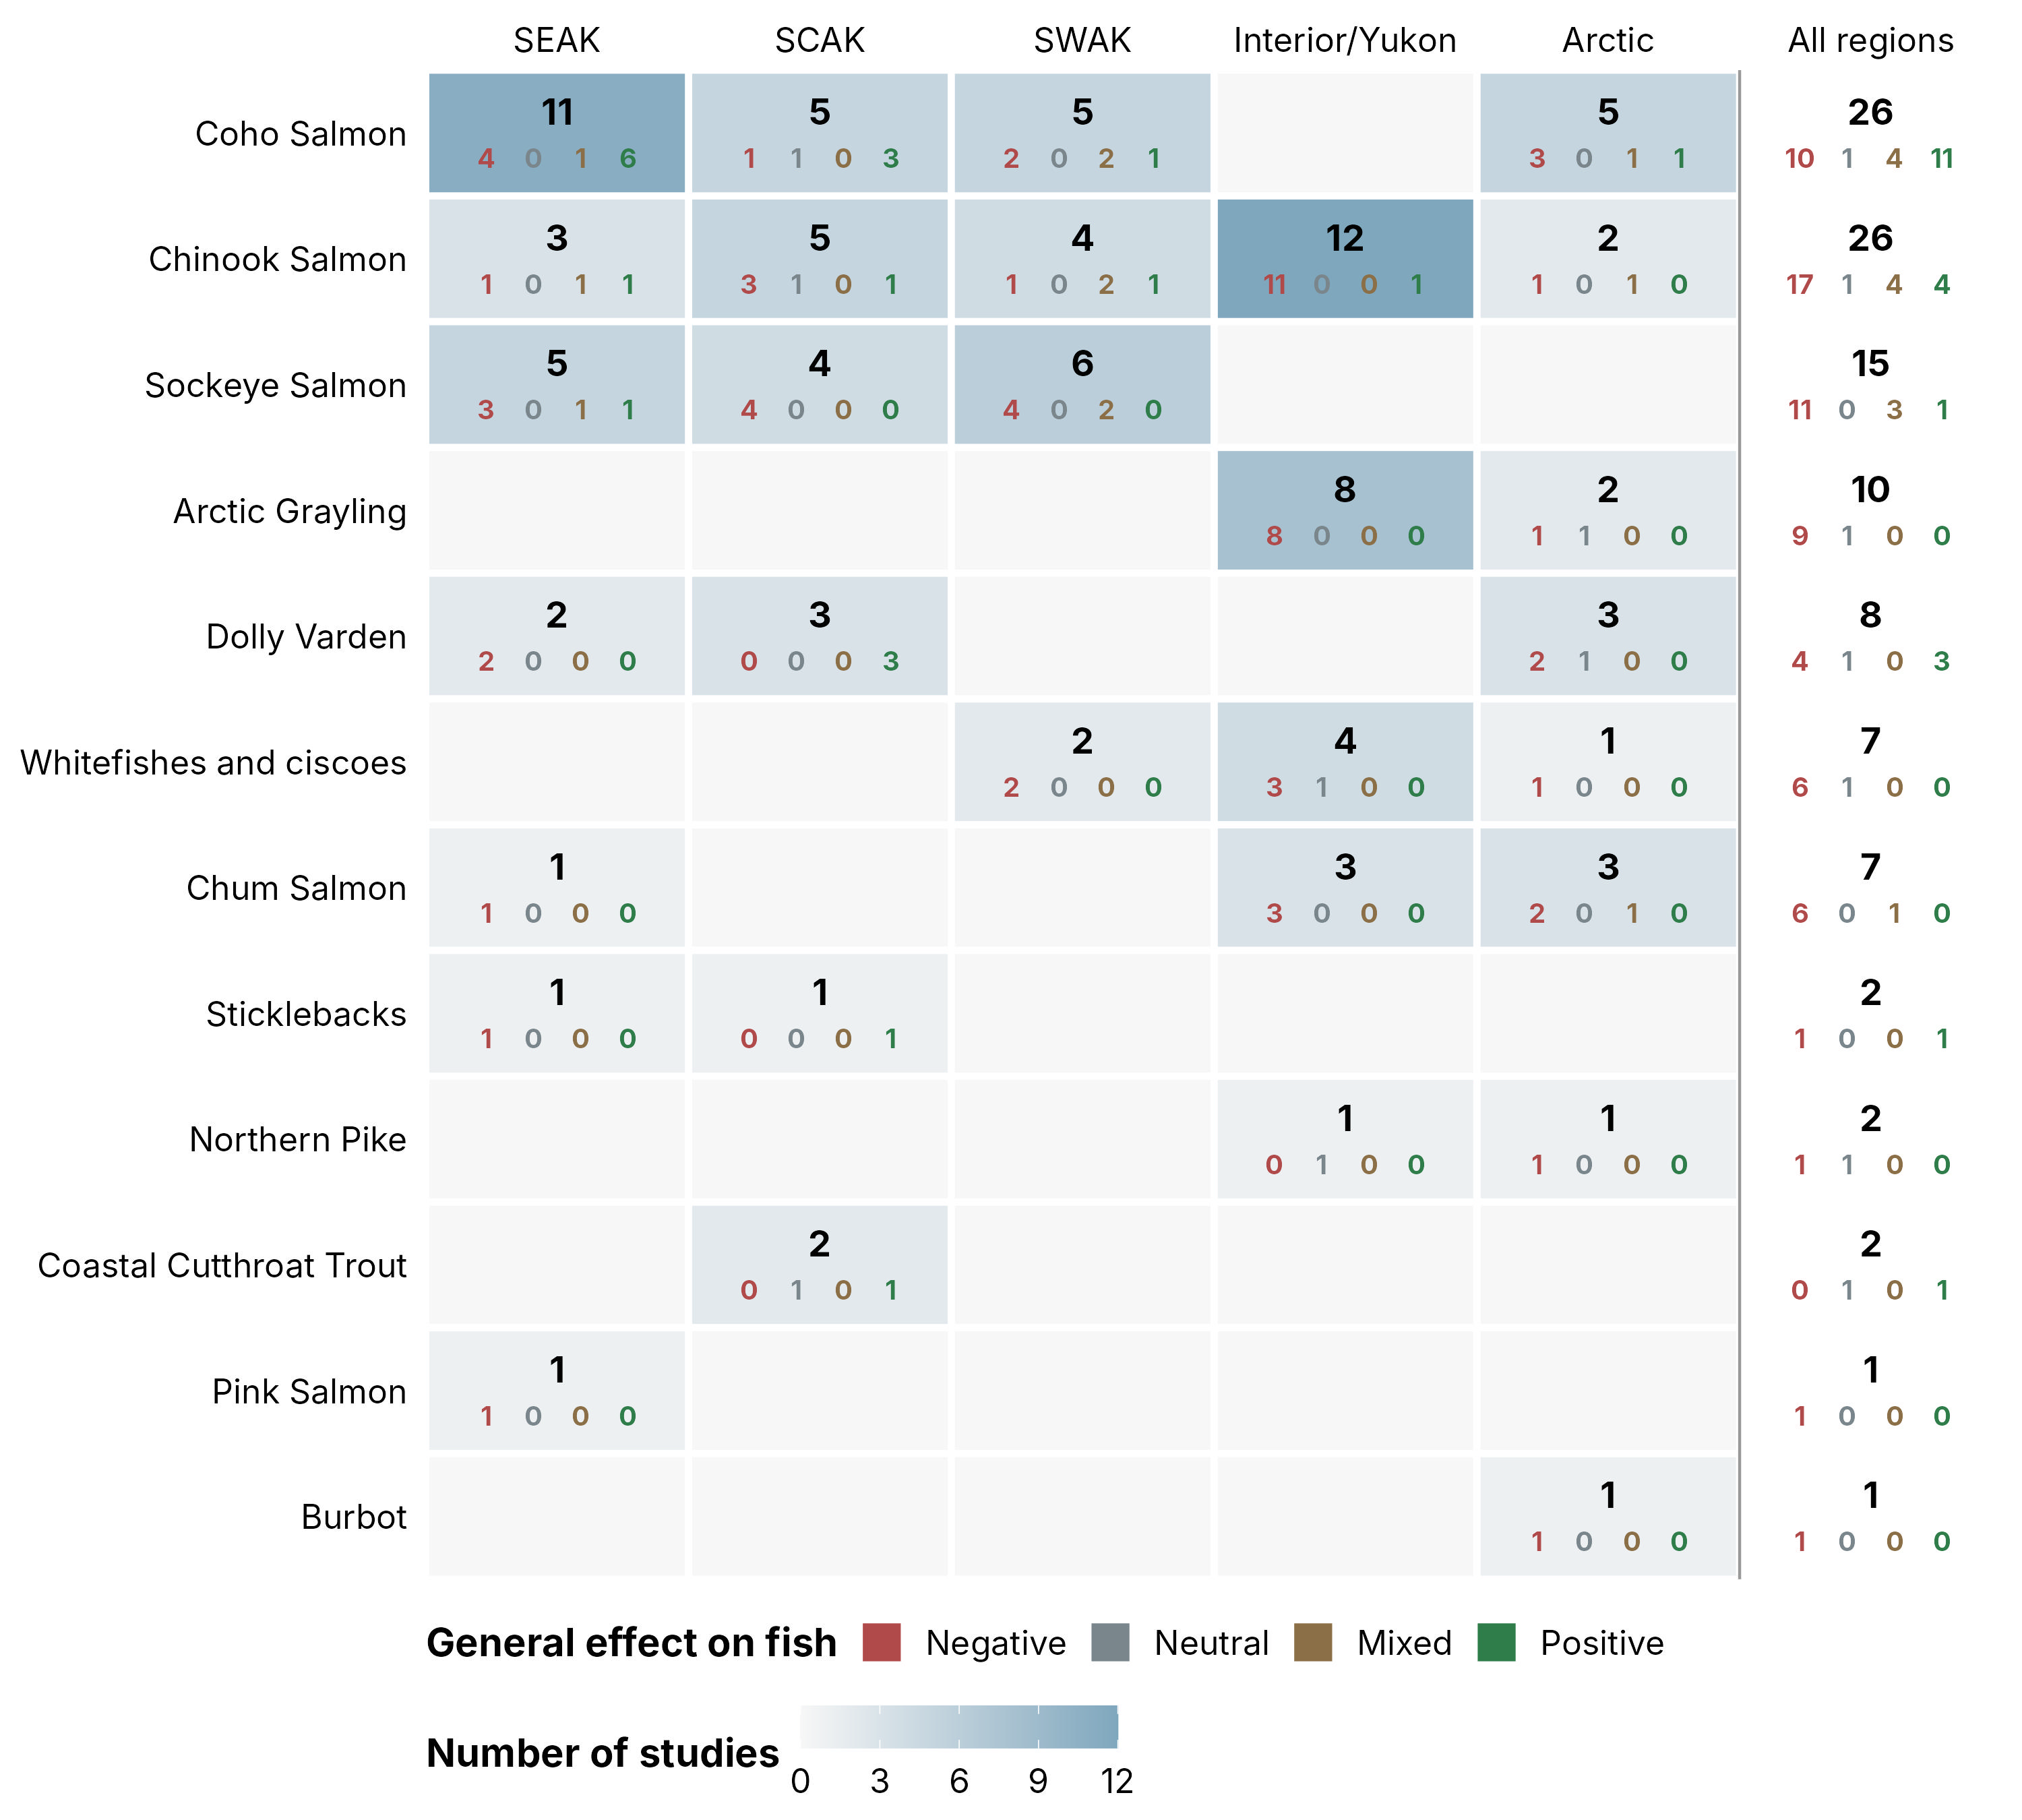 SEAK SCAK SWAK Interior/Yukon Arctic All regions
11 5 5 5 26
Coho Salmon
4 0 1 6 1 1 0 3 2 0 2 1 3 0 1 1 10 1 4 11
3 5 4 12 2 26
Chinook Salmon
1 0 1 1 3 1 0 1 1 0 2 1 11 0 0 1 1 0 1 0 17 1 4 4
5 4 6 15
Sockeye Salmon
3 0 1 1 4 0 0 0 4 0 2 0 11 0 3 1
8 2 10
Arctic Grayling
8 0 0 0 1 1 0 0 9 1 0 0
2 3 3 8
Dolly Varden
2 0 0 0 0 0 0 3 2 1 0 0 4 1 0 3
2 4 1 7
Whitefishes and ciscoes
2 0 0 0 3 1 0 0 1 0 0 0 6 1 0 0
1 3 3 7
Chum Salmon
1 0 0 0 3 0 0 0 2 0 1 0 6 0 1 0
1 1 2
Sticklebacks
1 0 0 0 0 0 0 1 1 0 0 1
1 1 2
Northern Pike
0 1 0 0 1 0 0 0 1 1 0 0
2 2
Coastal Cutthroat Trout
0 1 0 1 0 1 0 1
1 1
Pink Salmon
1 0 0 0 1 0 0 0
1 1
Burbot
1 0 0 0 1 0 0 0
General effect on fish Negative Neutral Mixed Positive
Number of studies
0 3 6 9 12